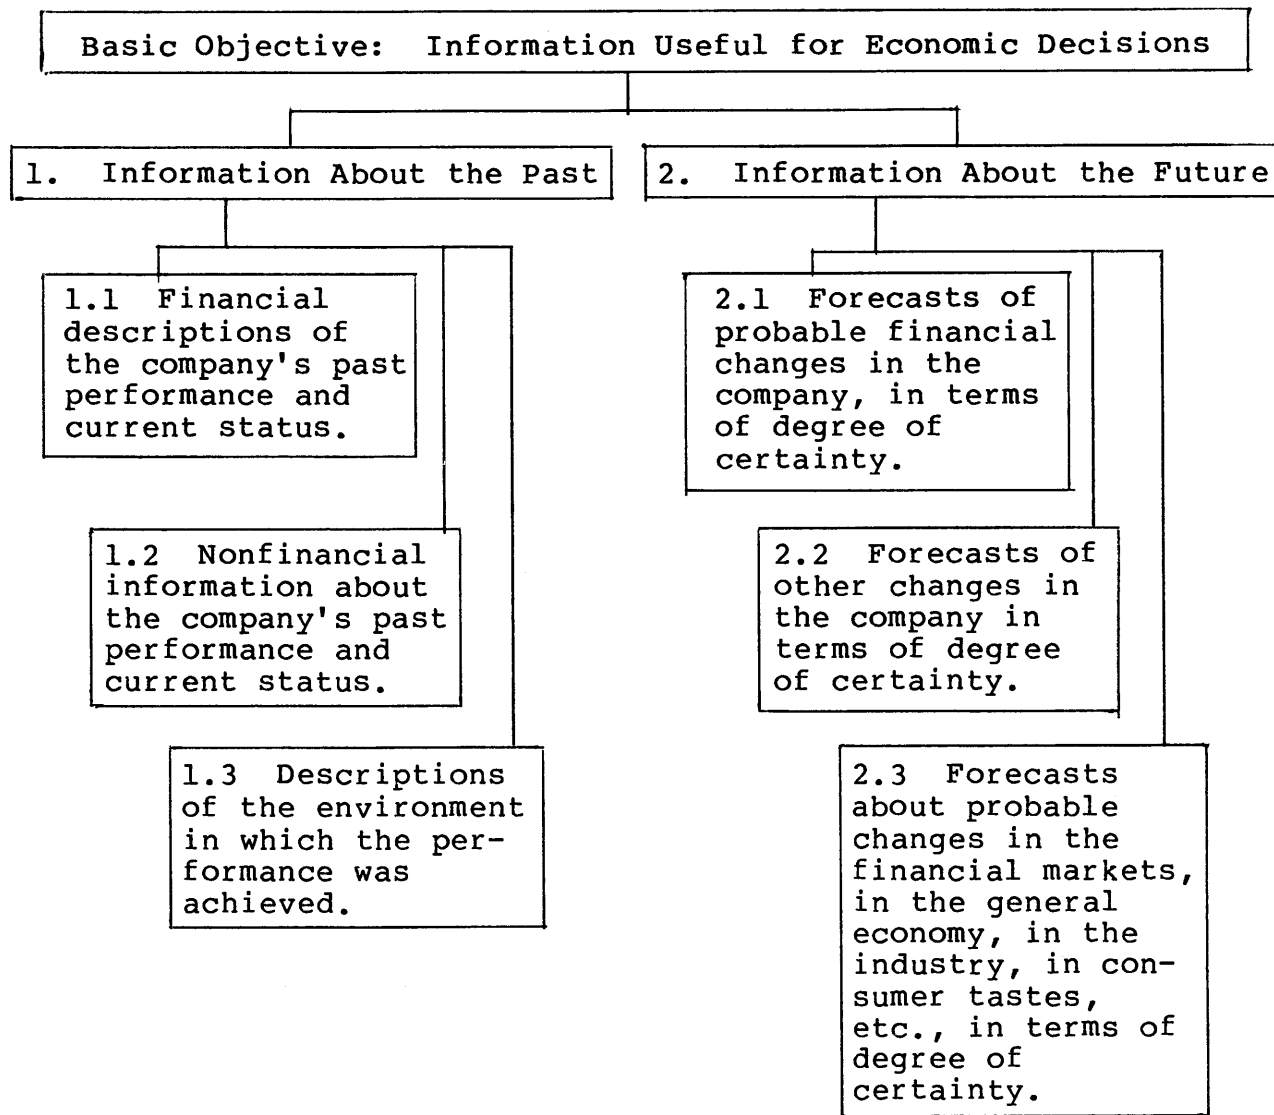 Basic Objective: Information Useful for Economic Decisions
1. Information About the Past
2. Information About the Future
1.1 Financial
descriptions of
the company's past
performance and
current status.
1.2 Nonfinancial
information about
the company's past
performance and
current status.
1.3 Descriptions
of the environment
in which the per-
formance was
achieved.
2.1 Forecasts of
probable financial
changes in the
company, in terms
of degree of
certainty.
2.2 Forecasts of
other changes in
the company in
terms of degree
of certainty.
2.3 Forecasts
about probable
changes in the
financial markets,
in the general
economy, in the
industry, in con-
sumer tastes,
etc., in terms of
degree of
certainty.